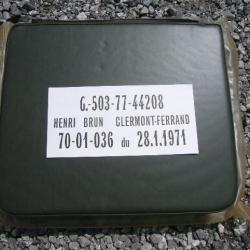 G.-503-77-44208
HENRI BRUN CLERMONT-FERRAND
70-01-036 du 28.1.1971